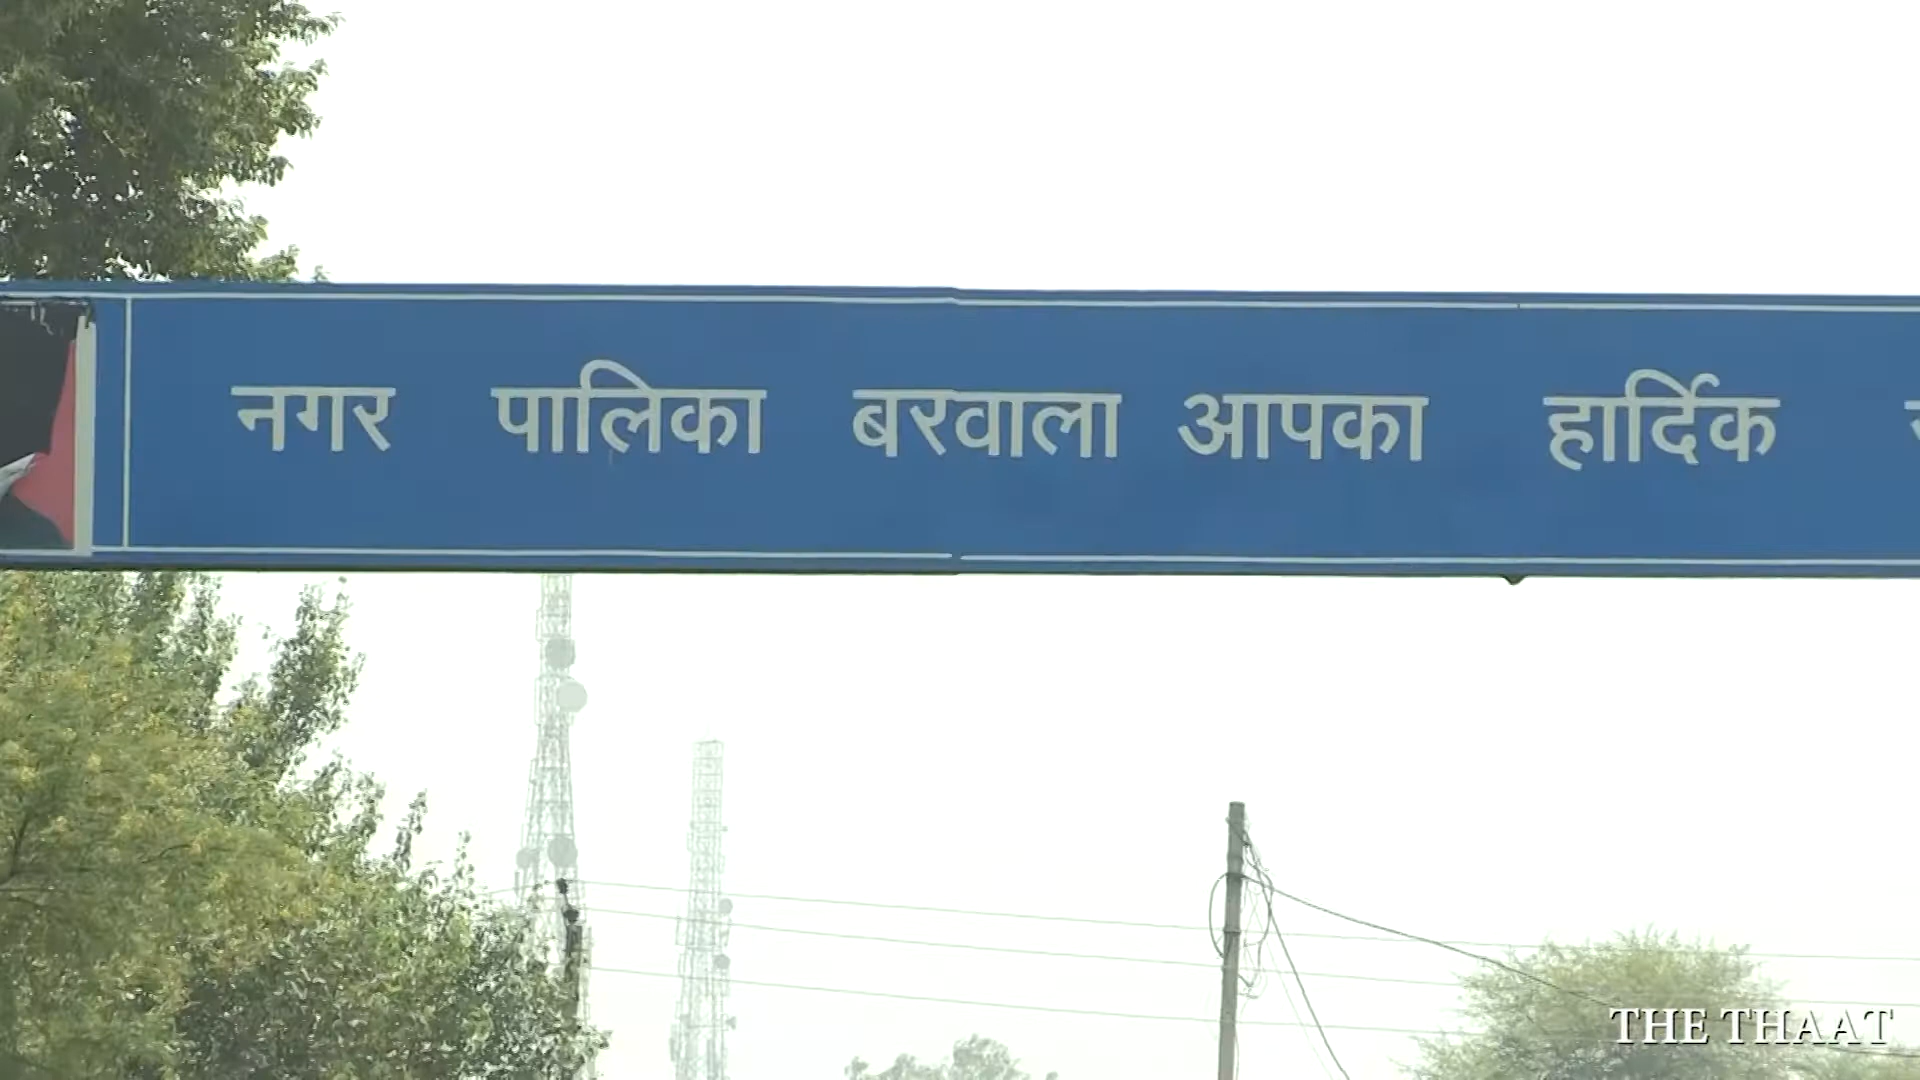 नगर पालिका बरवाला आपका हार्दिक
THE THAAT